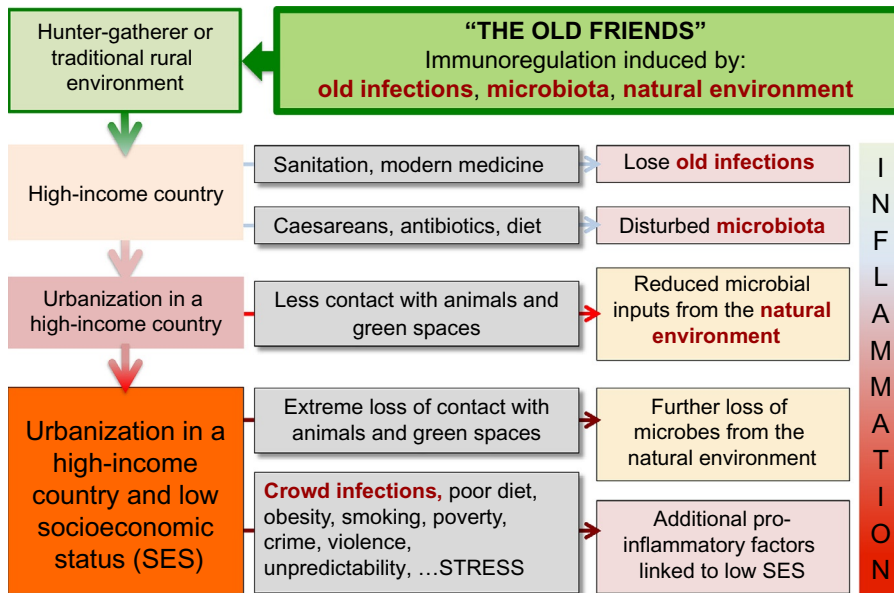 Hunter-gatherer or
traditional rural
environment
“THE OLD FRIENDS”
Immunoregulation induced by:
old infections, microbiota, natural environment
High-income country
Sanitation, modern medicine
Lose old infections
Caesareans, antibiotics, diet
Disturbed microbiota
Urbanization in a
high-income country
Less contact with animals and
green spaces
Reduced microbial
inputs from the natural
environment
Urbanization in a
high-income
country and low
socioeconomic
status (SES)
Extreme loss of contact with
animals and green spaces
Further loss of
microbes from the
natural environment
Crowd infections, poor diet,
obesity, smoking, poverty,
crime, violence,
unpredictability, …STRESS
Additional pro-
inflammatory factors
linked to low SES
I
N
F
L
A
M
M
A
T
I
O
N